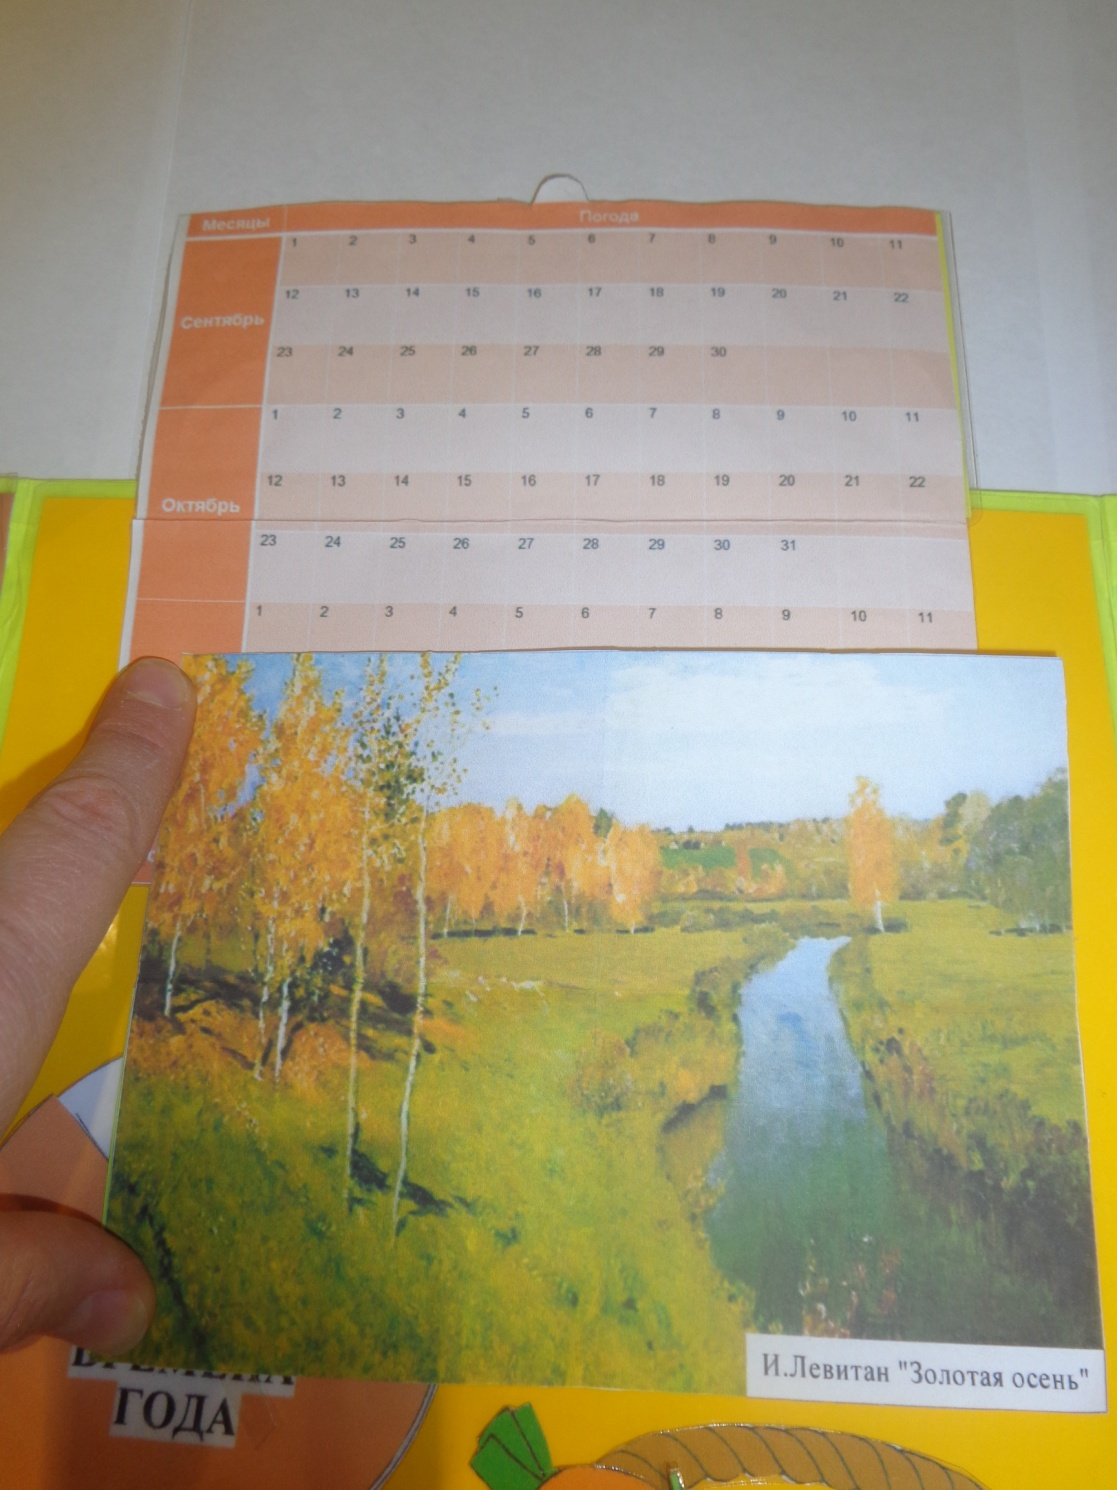 Месяцы Погода
1 2 3 4 5 6 7 8 9 10 11
12 13 14 15 16 17 18 19 20 21 22
Сентябрь
23 24 25 26 27 28 29 30
1 2 3 4 5 6 7 8 9 10 11
12 13 14 15 16 17 18 19 20 21 22
Октябрь
23 24 25 26 27 28 29 30 31
1 2 3 4 5 6 7 8 9 10 11
И.Левитан "Золотая осень"
ВРЕМЕНА
ГОДА